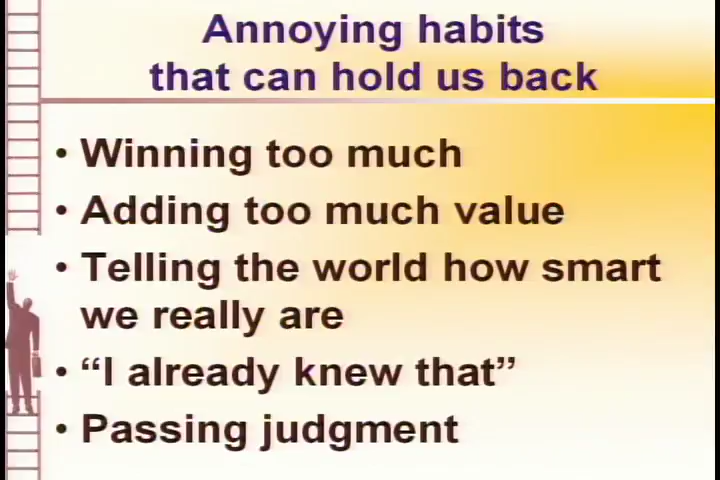 Annoying habits
that can hold us back
• Winning too much
• Adding too much value
• Telling the world how smart
we really are
• “I already knew that”
• Passing judgment